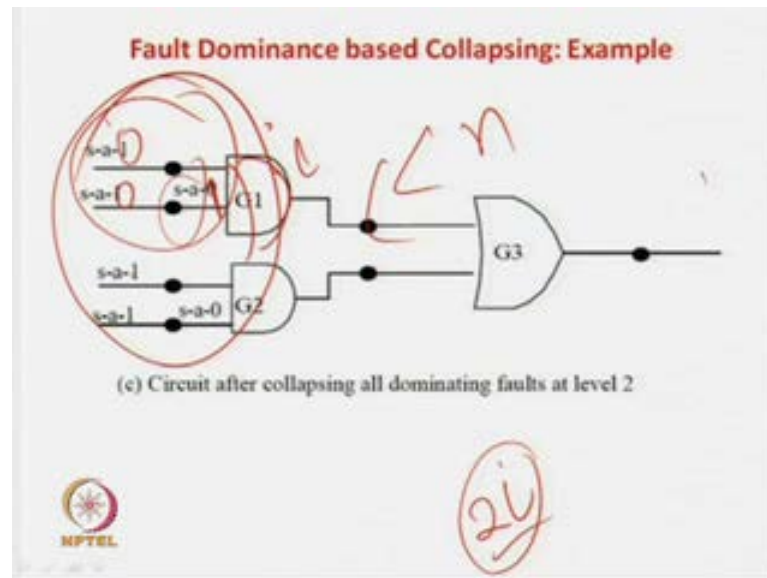 Fault Dominance based Collapsing: Example
s-a-1
s-a-1
G1
n
s-a-1
s-a-1
s-a-0
G2
G3
(c) Circuit after collapsing all dominating faults at level 2
2i
NPTEL